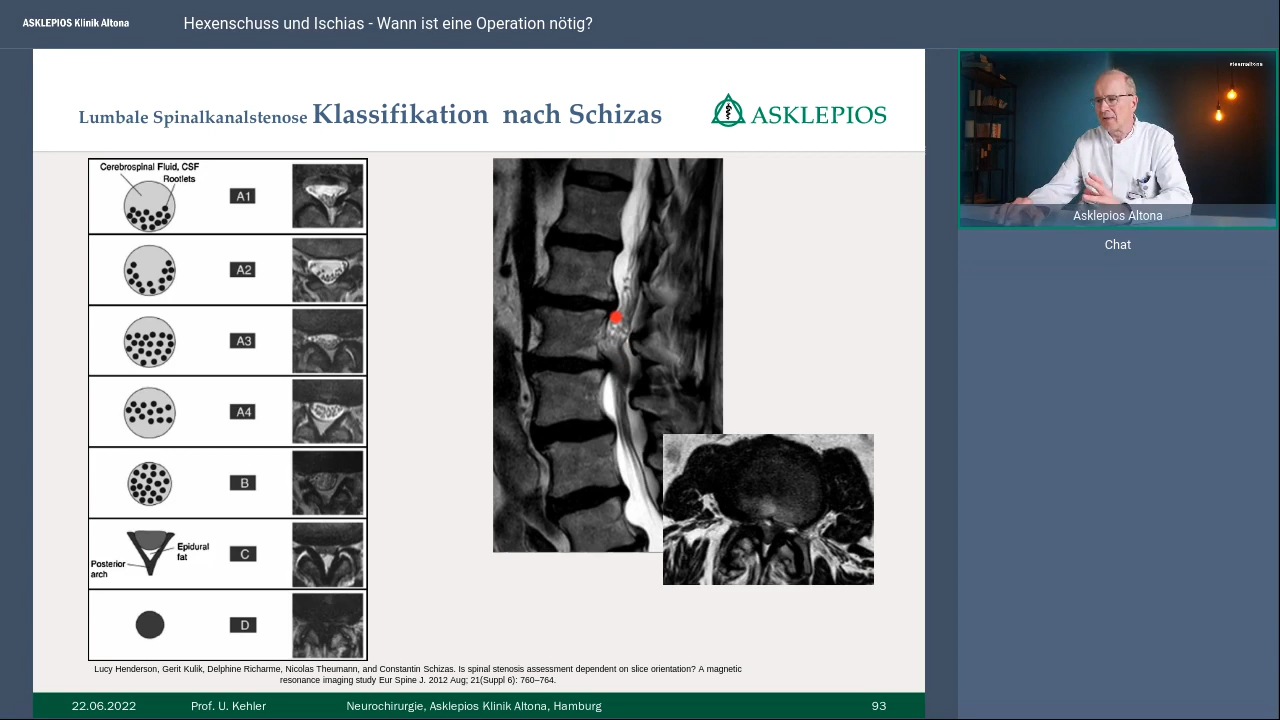 ASKLEPIOS Klinik Altona
Hexenschuss und Ischias - Wann ist eine Operation nötig?
Lumbale Spinalkanalstenose Klassifikation nach Schizas
ASKLEPIOS
Cerebrospinal Fluid, CSF
Rootlets
A1
A2
A3
A4
B
Epidural
fat
Posterior
arch
C
D
Lucy Henderson, Gerit Kulik, Delphine Richarme, Nicolas Theumann, and Constantin Schizas. Is spinal stenosis assessment dependent on slice orientation? A magnetic
resonance imaging study Eur Spine J. 2012 Aug; 21(Suppl 6): 760–764.
22.06.2022 Prof. U. Kehler Neurochirurgie, Asklepios Klinik Altona, Hamburg 93
#teamaltona
Asklepios Altona
Chat